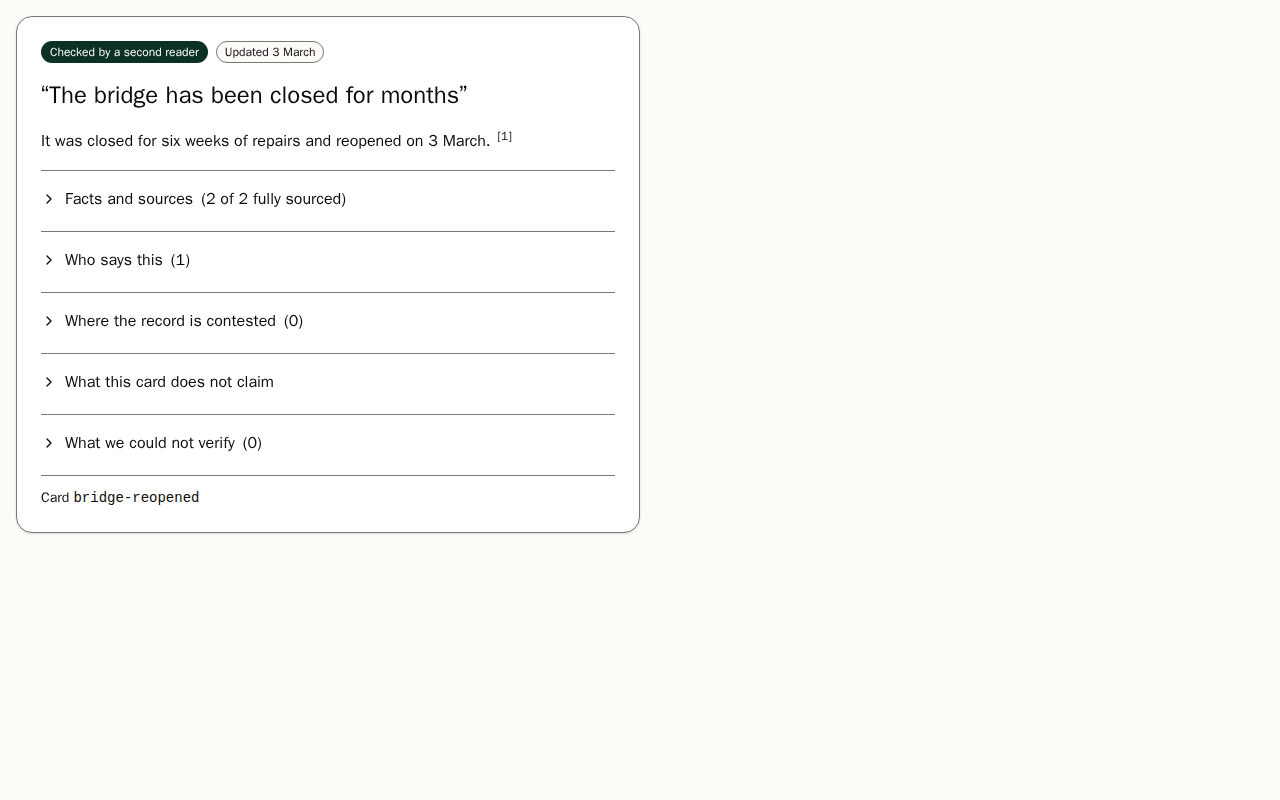 Checked by a second reader
Updated 3 March
“The bridge has been closed for months”
It was closed for six weeks of repairs and reopened on 3 March. [1]
Facts and sources (2 of 2 fully sourced)
Who says this (1)
Where the record is contested (0)
What this card does not claim
What we could not verify (0)
Card bridge-reopened